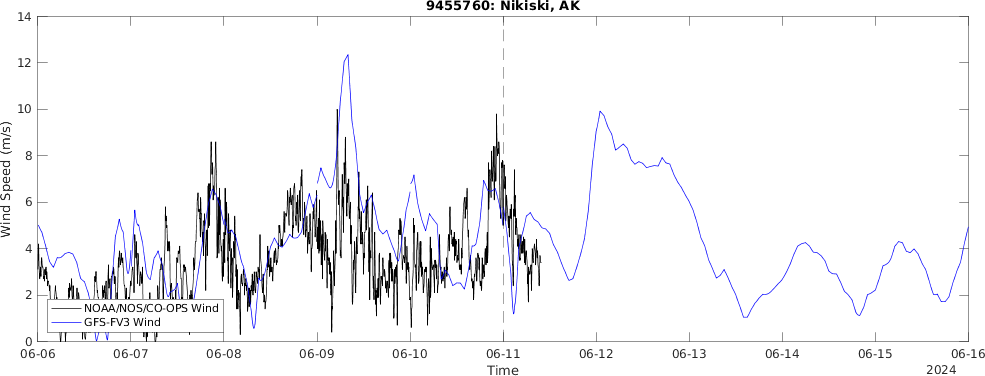 9455760: Nikiski, AK
14
12
10
8
6
4
2
0
Wind Speed (m/s)
NOAA/NOS/CO-OPS Wind
GFS-FV3 Wind
06-06 06-07 06-08 06-09 06-10 06-11 06-12 06-13 06-14 06-15 06-16
Time
2024